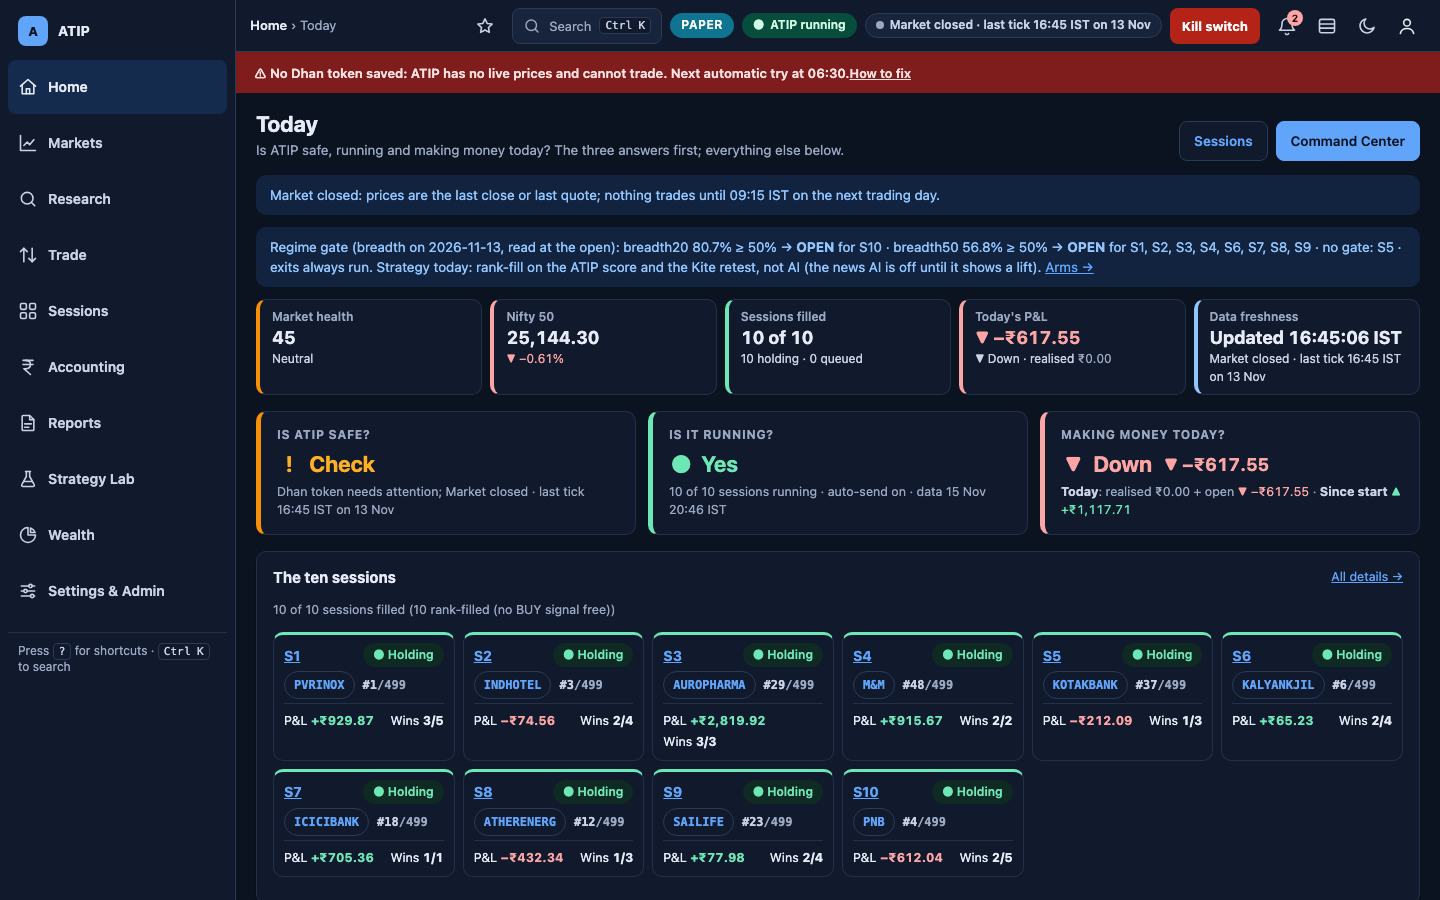 A ATIP
Home › Today
Search Ctrl K
PAPER
ATIP running
Market closed · last tick 16:45 IST on 13 Nov
Kill switch
2
Home
Markets
Research
Trade
Sessions
Accounting
Reports
Strategy Lab
Wealth
Settings & Admin
Press ? for shortcuts · Ctrl K
to search
⚠ No Dhan token saved: ATIP has no live prices and cannot trade. Next automatic try at 06:30.How to fix
Today
Is ATIP safe, running and making money today? The three answers first; everything else below.
Sessions
Command Center
Market closed: prices are the last close or last quote; nothing trades until 09:15 IST on the next trading day.
Regime gate (breadth on 2026-11-13, read at the open): breadth20 80.7% ≥ 50% → OPEN for S10 · breadth50 56.8% ≥ 50% → OPEN for S1, S2, S3, S4, S6, S7, S8, S9 · no gate: S5 ·
exits always run. Strategy today: rank-fill on the ATIP score and the Kite retest, not AI (the news AI is off until it shows a lift). Arms →
Market health
45
Neutral
Nifty 50
25,144.30
▼ −0.61%
Sessions filled
10 of 10
10 holding · 0 queued
Today's P&L
▼ −₹617.55
▼ Down · realised ₹0.00
Data freshness
Updated 16:45:06 IST
Market closed · last tick 16:45 IST
on 13 Nov
IS ATIP SAFE?
! Check
Dhan token needs attention; Market closed · last tick
16:45 IST on 13 Nov
IS IT RUNNING?
● Yes
10 of 10 sessions running · auto-send on · data 15 Nov
20:46 IST
MAKING MONEY TODAY?
▼ Down ▼ −₹617.55
Today: realised ₹0.00 + open ▼ −₹617.55 · Since start ▲
+₹1,117.71
The ten sessions
All details →
10 of 10 sessions filled (10 rank-filled (no BUY signal free))
S1 ● Holding
PVRINOX #1/499
P&L +₹929.87 Wins 3/5
S2 ● Holding
INDHOTEL #3/499
P&L −₹74.56 Wins 2/4
S3 ● Holding
AUROPHARMA #29/499
P&L +₹2,819.92
Wins 3/3
S4 ● Holding
M&M #48/499
P&L +₹915.67 Wins 2/2
S5 ● Holding
KOTAKBANK #37/499
P&L −₹212.09 Wins 1/3
S6 ● Holding
KALYANKJIL #6/499
P&L +₹65.23 Wins 2/4
S7 ● Holding
ICICIBANK #18/499
P&L +₹705.36 Wins 1/1
S8 ● Holding
ATHERENERG #12/499
P&L −₹432.34 Wins 1/3
S9 ● Holding
SAILIFE #23/499
P&L +₹77.98 Wins 2/4
S10 ● Holding
PNB #4/499
P&L −₹612.04 Wins 2/5